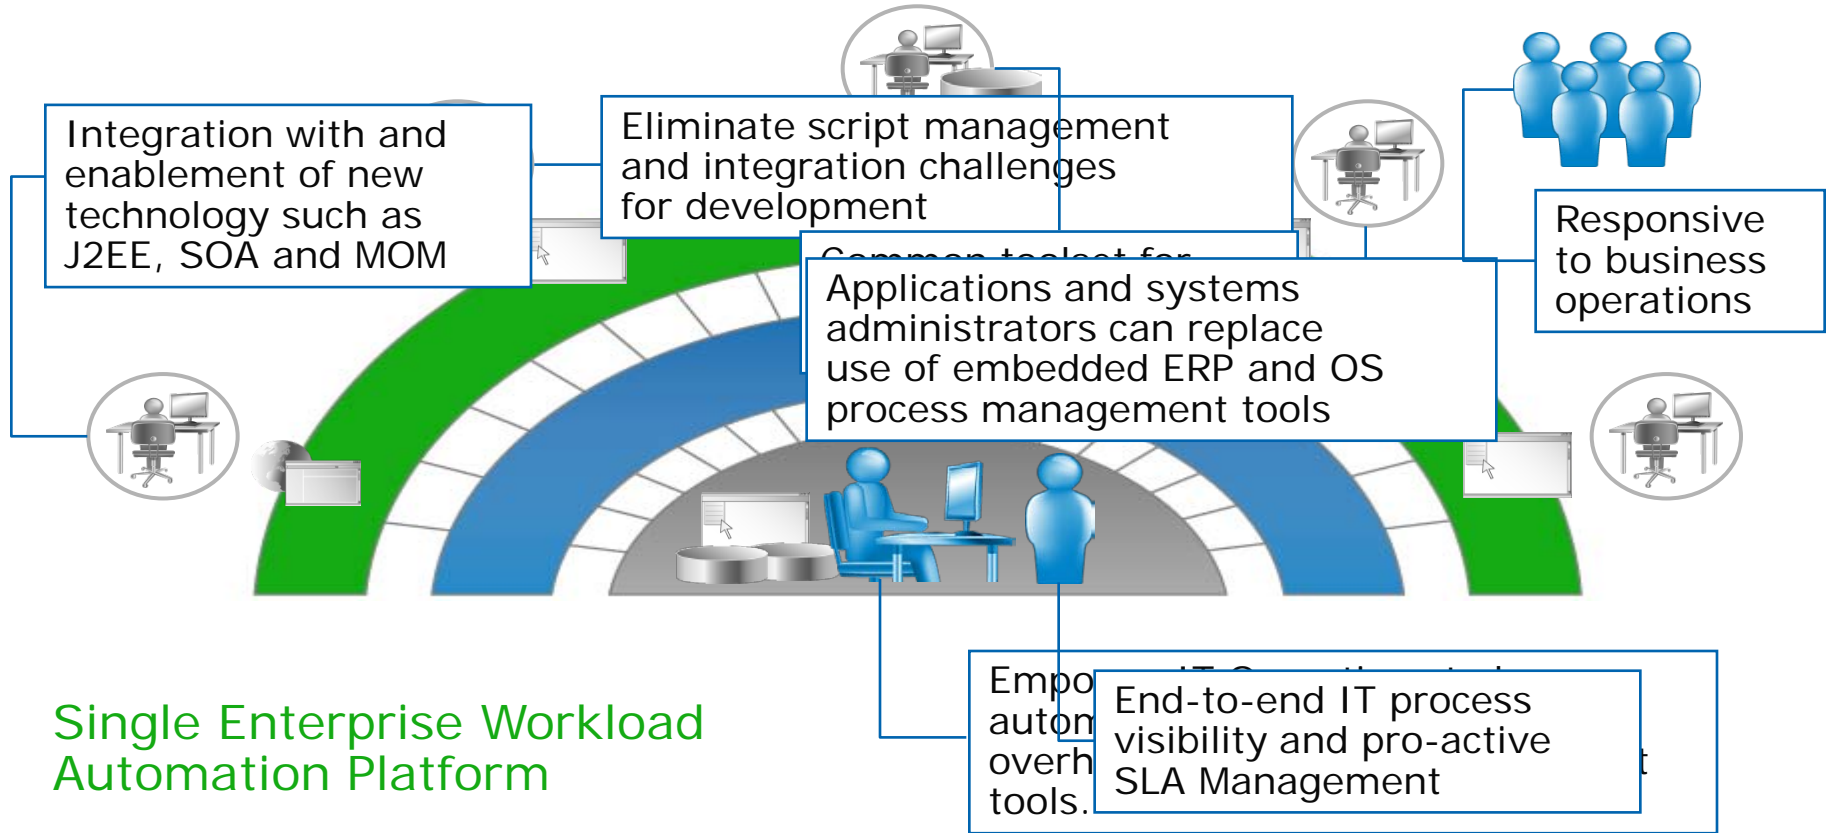 Integration with and
enablement of new
technology such as
J2EE, SOA and MOM
Eliminate script management
and integration challenges
for development
Common toolset for
Applications and systems
administrators can replace
use of embedded ERP and OS
process management tools
Responsive
to business
operations
tools.
End-to-end IT process
visibility and pro-active
SLA Management
Single Enterprise Workload
Automation Platform